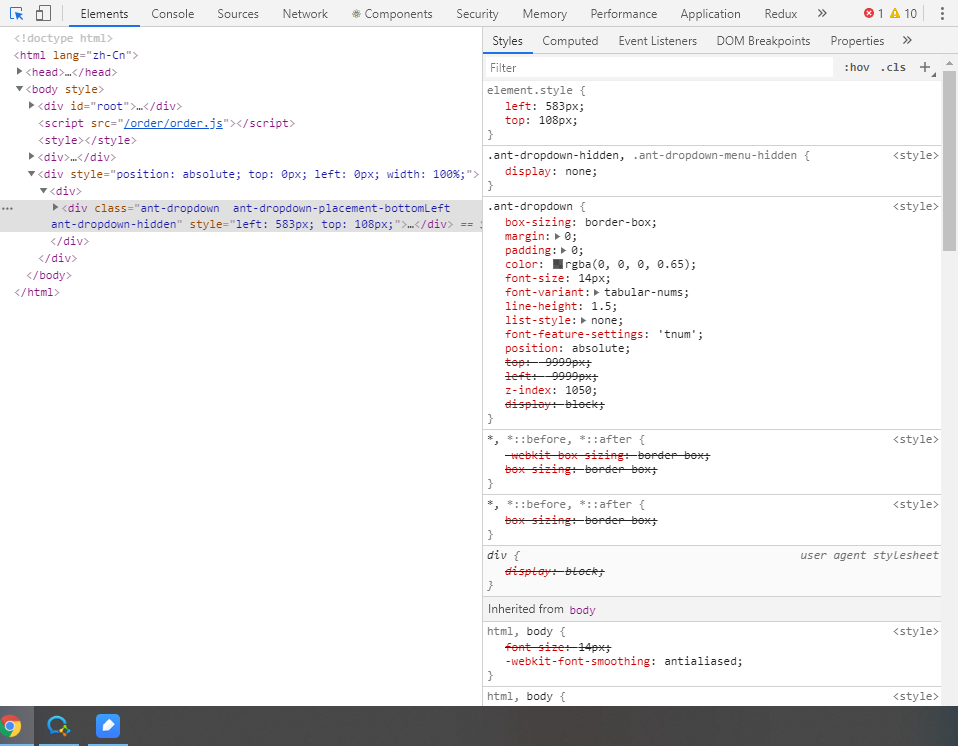 Elements Console Sources Network Components Security Memory Performance Application Redux » 1 10
<!doctype html>
<html lang="zh-Cn">
<head>…</head>
<body style>
<div id="root">…</div>
<script src="/order/order.js"></script>
<style></style>
<div>…</div>
<div style="position: absolute; top: 0px; left: 0px; width: 100%;">
<div>
<div class="ant-dropdown  ant-dropdown-placement-bottomLeft
ant-dropdown-hidden" style="left: 583px; top: 108px;">…</div> ==
</div>
</div>
</body>
</html>
Styles Computed Event Listeners DOM Breakpoints Properties »
Filter :hov .cls +
element.style {
left: 583px;
top: 108px;
}
.ant-dropdown-hidden, .ant-dropdown-menu-hidden { <style>
display: none;
}
.ant-dropdown { <style>
box-sizing: border-box;
margin: 0;
padding: 0;
color: rgba(0, 0, 0, 0.65);
font-size: 14px;
font-variant: tabular-nums;
line-height: 1.5;
list-style: none;
font-feature-settings: 'tnum';
position: absolute;
top: -9999px;
left: -9999px;
z-index: 1050;
display: block;
}
*, *::before, *::after { <style>
-webkit-box-sizing: border-box;
box-sizing: border-box;
}
*, *::before, *::after { <style>
box-sizing: border-box;
}
div { user agent stylesheet
display: block;
}
Inherited from body
html, body { <style>
font-size: 14px;
-webkit-font-smoothing: antialiased;
}
html, body { <style>